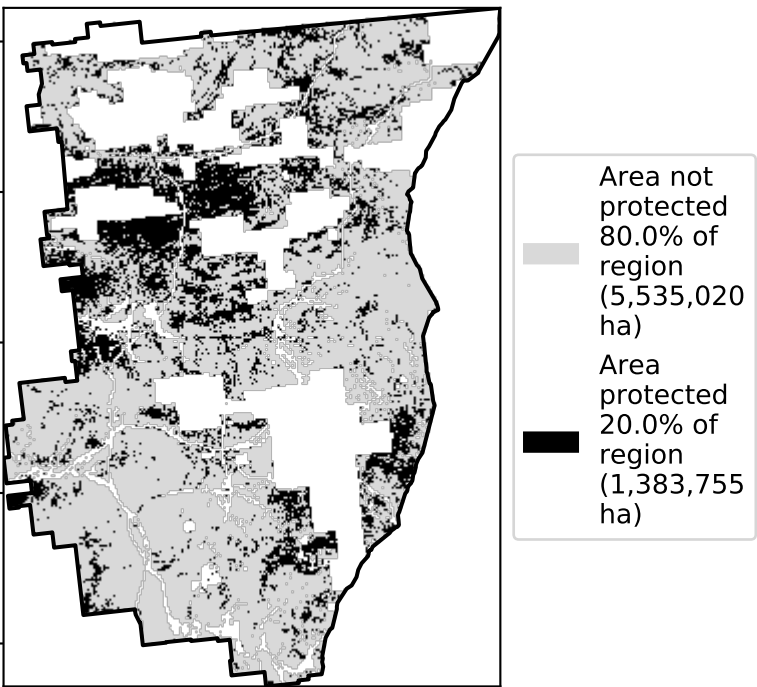 Area not
protected
80.0% of
region
(5,535,020
ha)
Area
protected
20.0% of
region
(1,383,755
ha)